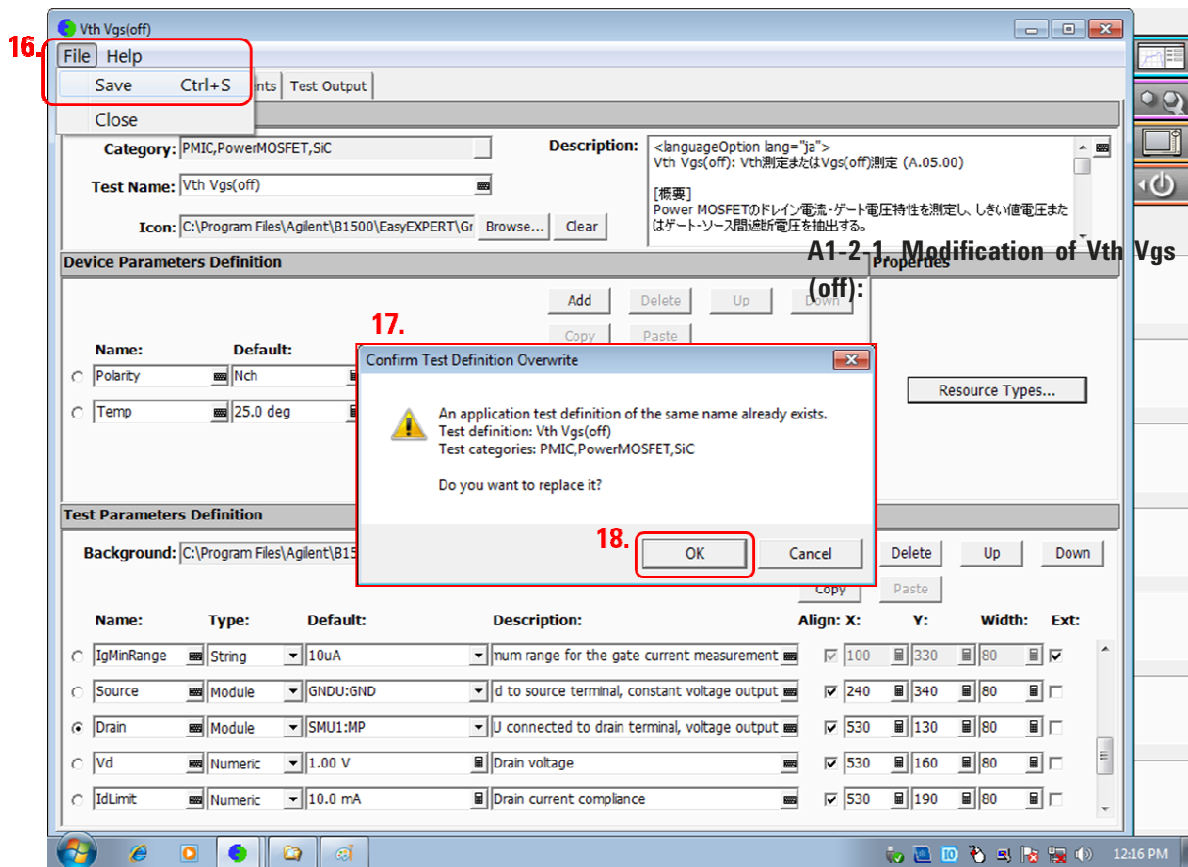 Vth Vgs(off)
16.
File Help
Save Ctrl+S
nts Test Output
Close
Category: PMIC,PowerMOSFET,SiC
Description: <languageOption lang="ja">
Vth Vgs(off): Vth測定またはVgs(off)測定 (A.05.00)
[概要]
Power MOSFETのドレイン電流-ゲート電圧特性を測定し、しきい値電圧また
はゲート-ソース間遮断電圧を抽出する。
Test Name: Vth Vgs(off)
Icon: C:\Program Files\Agilent\B1500\EasyEXPERT\Gr Browse... Clear
A1-2-1. Modification of Vth Vgs
(off):
Device Parameters Definition
Properties
Add Delete Up Down
Copy Paste
Name: Default:
Polarity Nch
Temp 25.0 deg
Resource Types...
17.
Confirm Test Definition Overwrite
An application test definition of the same name already exists.
Test definition: Vth Vgs(off)
Test categories: PMIC,PowerMOSFET,SiC
Do you want to replace it?
18.
OK Cancel
Test Parameters Definition
Background: C:\Program Files\Agilent\B15
Delete Up Down
Copy Paste
Name: Type: Default: Description: Align: X: Y: Width: Ext:
IgMinRange String 10uA num range for the gate current measurement 100 330 80
Source Module GNDU:GND d to source terminal, constant voltage output 240 340 80
Drain Module SMU1:MP U connected to drain terminal, voltage output 530 130 80
Vd Numeric 1.00 V Drain voltage 530 160 80
IdLimit Numeric 10.0 mA Drain current compliance 530 190 80
12:16 PM